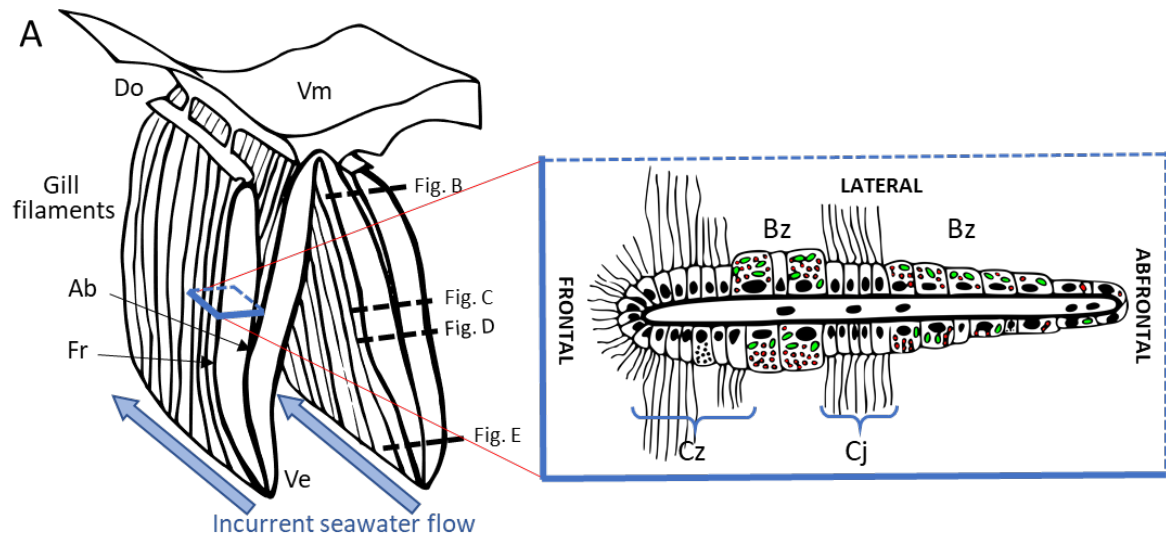 A
Do
Vm
Gill
filaments
Fig. B
Ab
Fig. C
Fig. D
Fr
Fig. E
Ve
Incurrent seawater flow
LATERAL
Bz
Bz
FRONTAL
ABFRONTAL
Cz
Cj